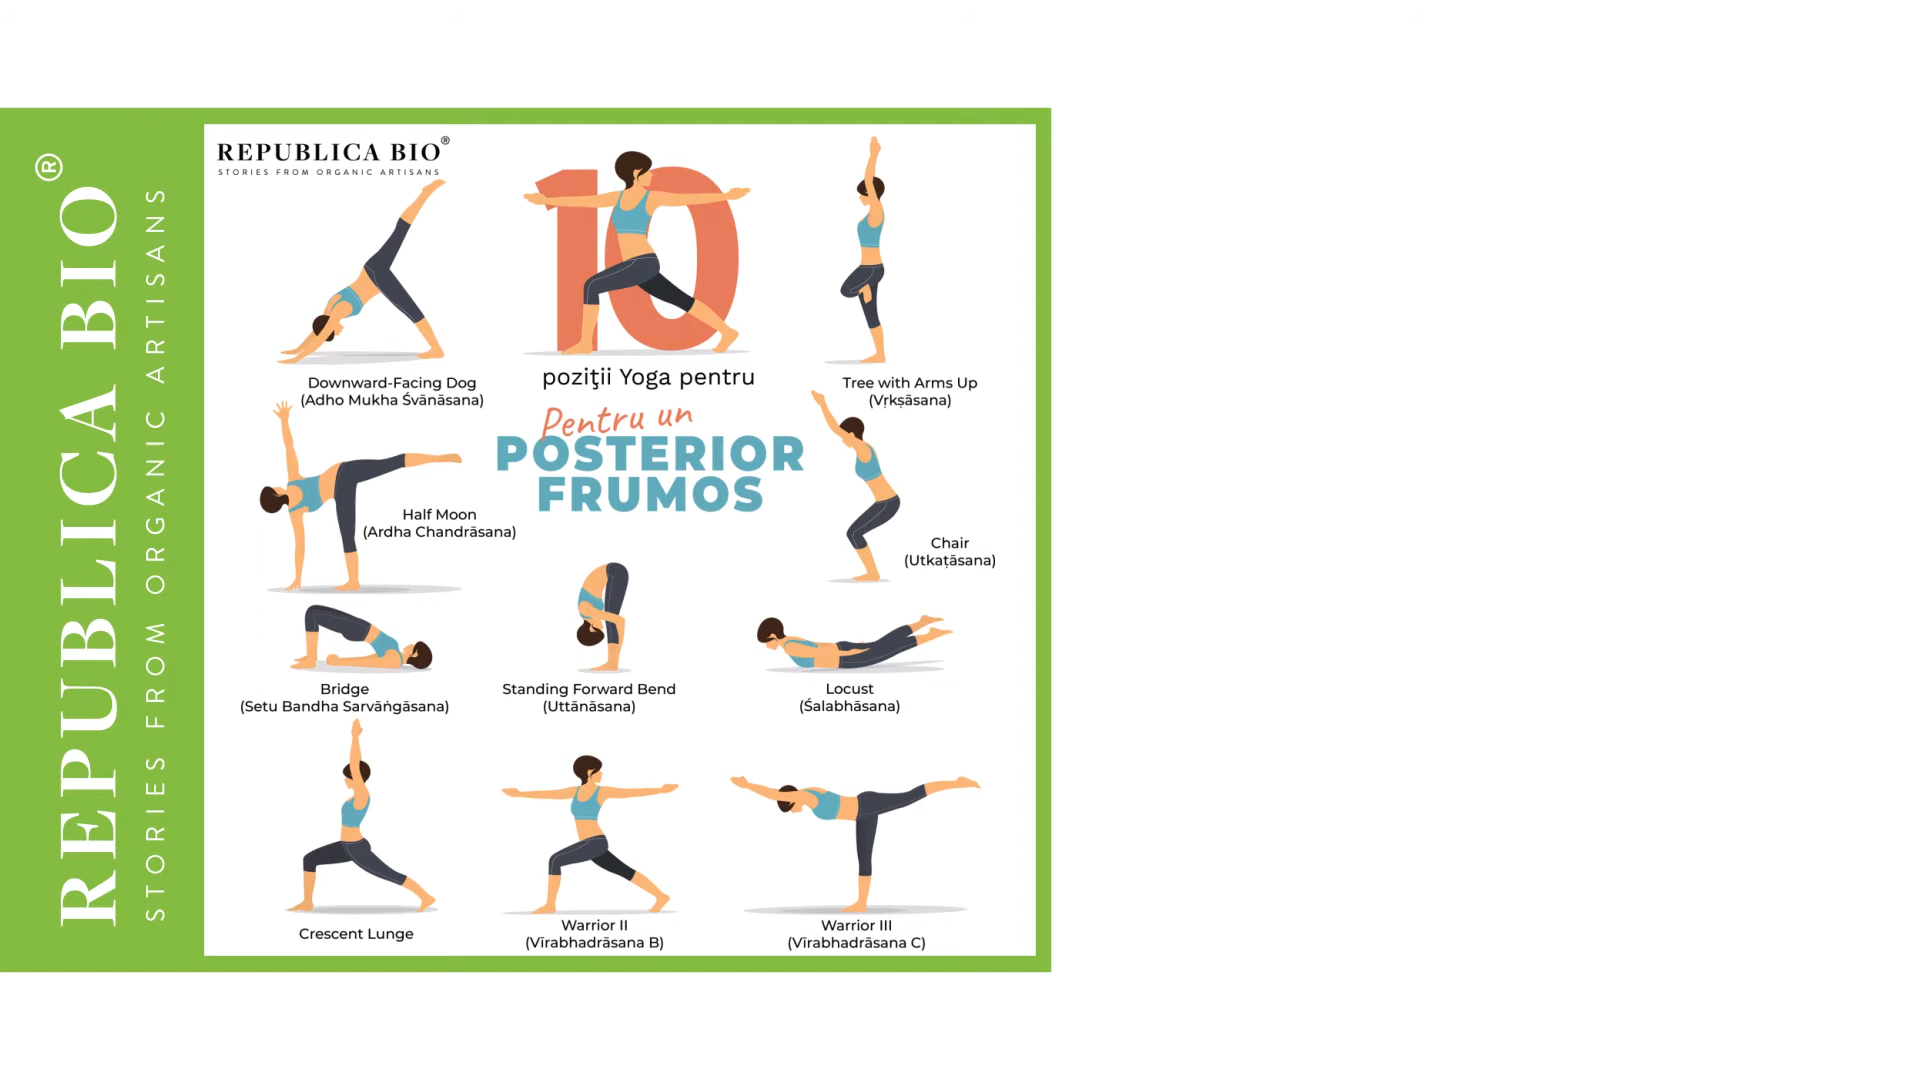 REPUBLICA BIO®
STORIES FROM ORGANIC ARTISANS
REPUBLICA BIO®
STORIES FROM ORGANIC ARTISANS
10
poziţii Yoga pentru
Pentru un
POSTERIOR
FRUMOS
Downward-Facing Dog
(Adho Mukha Śvānāsana)
Tree with Arms Up
(Vṛkṣāsana)
Half Moon
(Ardha Chandrāsana)
Chair
(Utkaṭāsana)
Bridge
(Setu Bandha Sarvāṅgāsana)
Standing Forward Bend
(Uttānāsana)
Locust
(Śalabhāsana)
Crescent Lunge
Warrior II
(Vīrabhadrāsana B)
Warrior III
(Vīrabhadrāsana C)